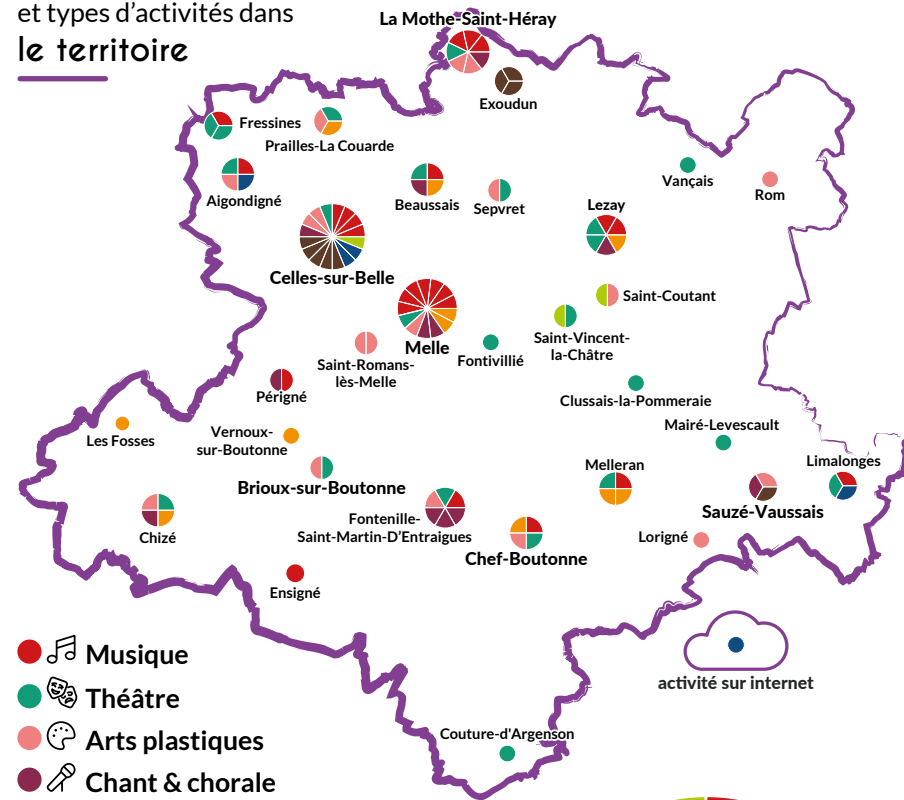 et types d'activités dans
le territoire
La Mothe-Saint-Héray
Exoudun
Fressines
Prailles-La Couarde
Aigondigné
Beaussais
Sepvret
Vançais
Rom
Lezay
Celles-sur-Belle
Saint-Coutant
Melle
Saint-Vincent-
la-Châtre
Fontivillié
Saint-Romans-
lès-Melle
Périgné
Clussais-la-Pommeraie
Les Fosses
Vernoux-
sur-Boutonne
Mairé-Levescault
Brioux-sur-Boutonne
Melleran
Limalonges
Sauzé-Vaussais
Chizé
Fontenille-
Saint-Martin-D'Entraigues
Chef-Boutonne
Lorigné
Ensigné
Musique
Théâtre
Arts plastiques
Chant & chorale
activité sur internet
Couture-d'Argenson